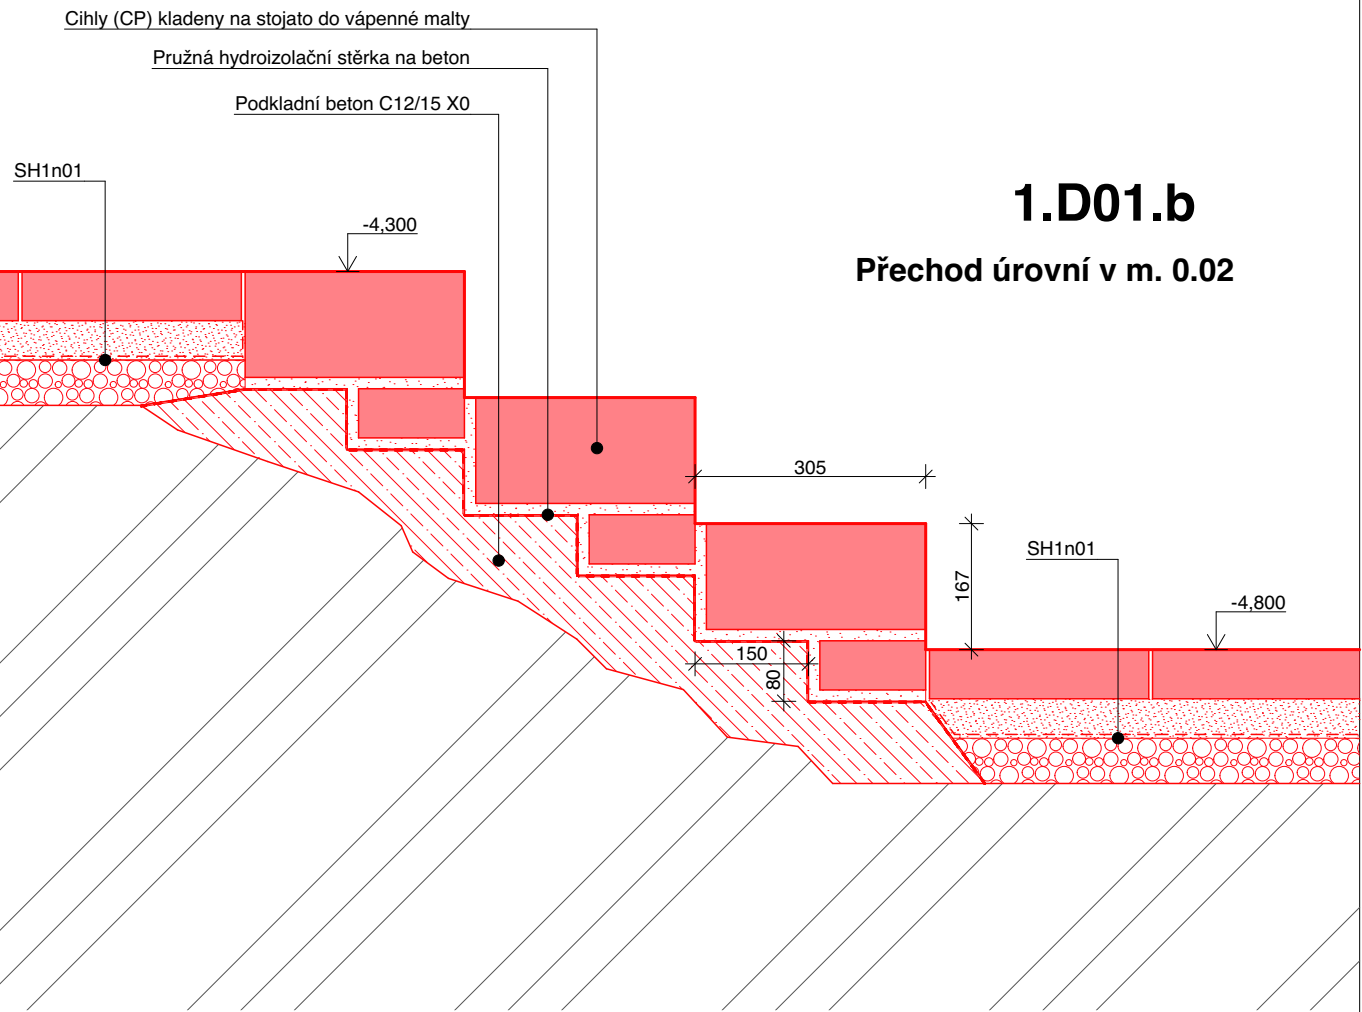 Cihly (CP) kladeny na stojato do vápenné malty
Pružná hydroizolační stěrka na beton
Podkladní beton C12/15 X0
SH1n01
-4,300
1.D01.b
Přechod úrovní v m. 0.02
305
167
SH1n01
-4,800
150
80